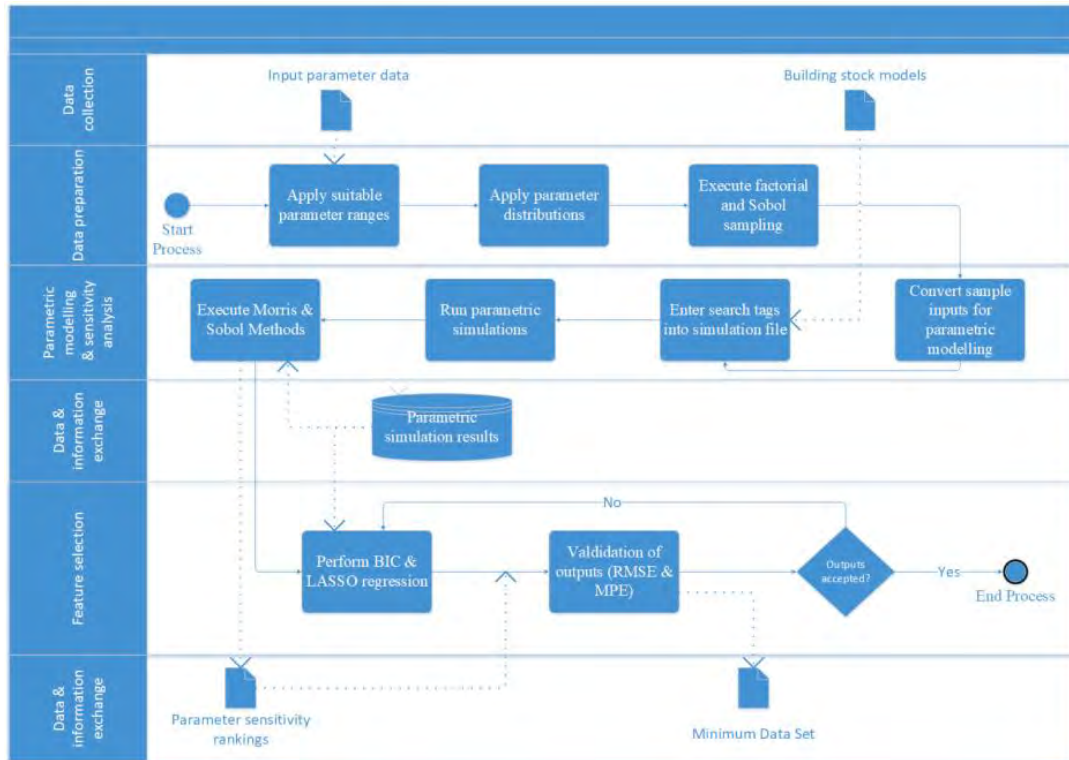 Data
collection
Input parameter data
Building stock models
Data preparation
Start
Process
Apply suitable
parameter ranges
Apply parameter
distributions
Execute factorial
and Sobol
sampling
Parametric
modelling
& sensitivity
analysis
Execute Morris &
Sobol Methods
Run parametric
simulations
Enter search tags
into simulation file
Convert sample
inputs for
parametric
modelling
Data &
information
exchange
Parametric
simulation results
Feature selection
No
Perform BIC &
LASSO regression
Valdidation of
outputs (RMSE &
MPE)
Outputs
accepted?
Yes
End Process
Data &
information
exchange
Parameter sensitivity
rankings
Minimum Data Set